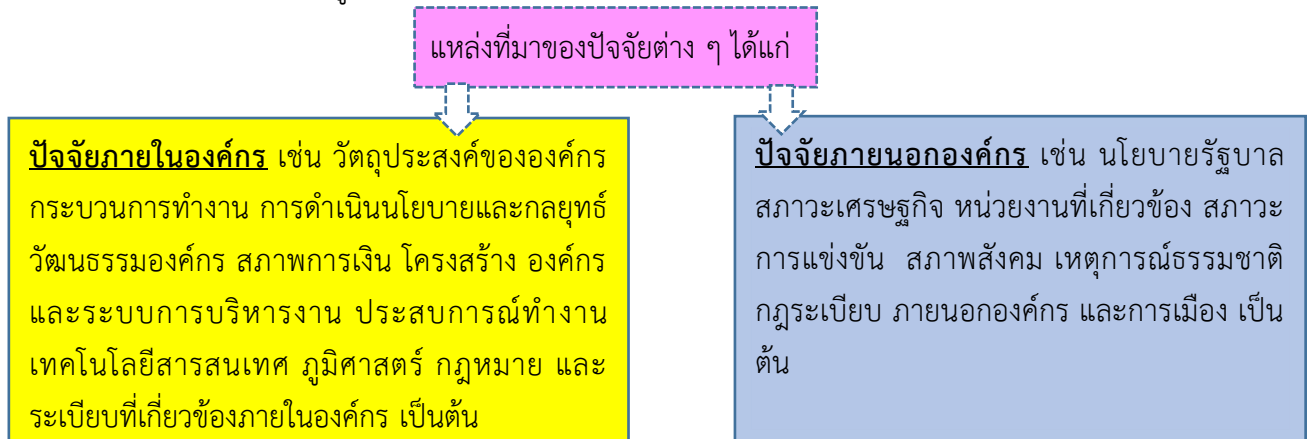 แหล่งที่มาของปัจจัยต่าง ๆ ได้แก่
ปัจจัยภายในองค์กร เช่น วัตถุประสงค์ขององค์กร
กระบวนการทำงาน การดำเนินนโยบายและกลยุทธ์
วัฒนธรรมองค์กร สภาพการเงิน โครงสร้าง องค์กร
และระบบการบริหารงาน ประสบการณ์ทำงาน
เทคโนโลยีสารสนเทศ ภูมิศาสตร์ กฎหมาย และ
ระเบียบที่เกี่ยวข้องภายในองค์กร เป็นต้น
ปัจจัยภายนอกองค์กร เช่น นโยบายรัฐบาล
สภาวะเศรษฐกิจ หน่วยงานที่เกี่ยวข้อง สภาวะ
การแข่งขัน สภาพสังคม เหตุการณ์ธรรมชาติ
กฎระเบียบ ภายนอกองค์กร และการเมือง เป็น
ต้น